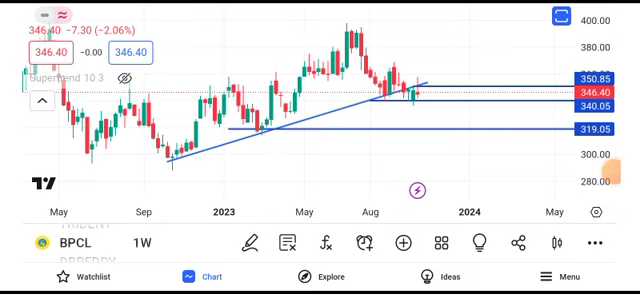 400.00
346.40 −7.30 (−2.06%)
380.00
346.40 −0.00 346.40
Supertrend 10 3
350.85
346.40
340.05
319.05
300.00
280.00
May Sep 2023 May Aug 2024 May
TRIDENT
BPCL 1W
DRREDDY
Watchlist Chart Explore Ideas Menu